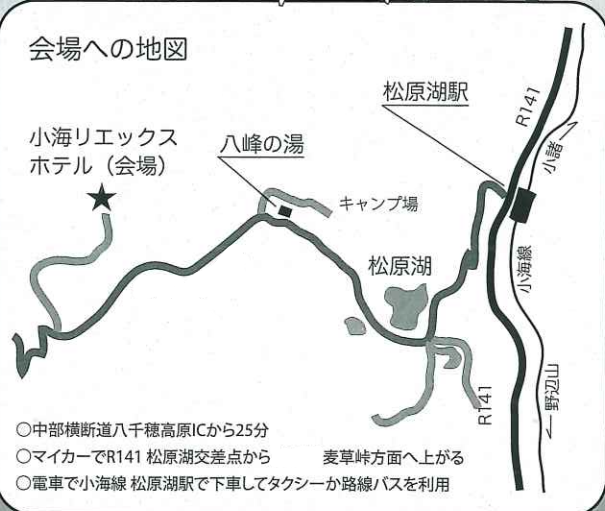 会場への地図
松原湖駅
R141
小諸
小海リエックス
ホテル（会場）
八峰の湯
キャンプ場
松原湖
小海線
野辺山
R141
○中部横断道八千穂高原ICから25分
○マイカーでR141 松原湖交差点から　　　麦草峠方面へ上がる
○電車で小海線 松原湖駅で下車してタクシーか路線バスを利用